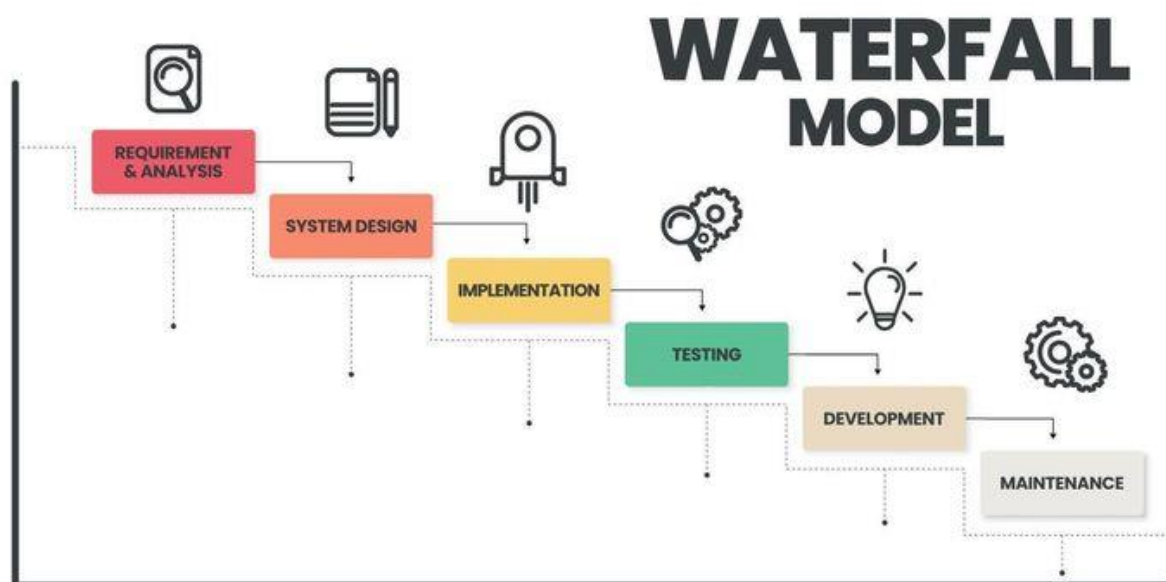 WATERFALL
MODEL
REQUIREMENT
& ANALYSIS
SYSTEM DESIGN
IMPLEMENTATION
TESTING
DEVELOPMENT
MAINTENANCE